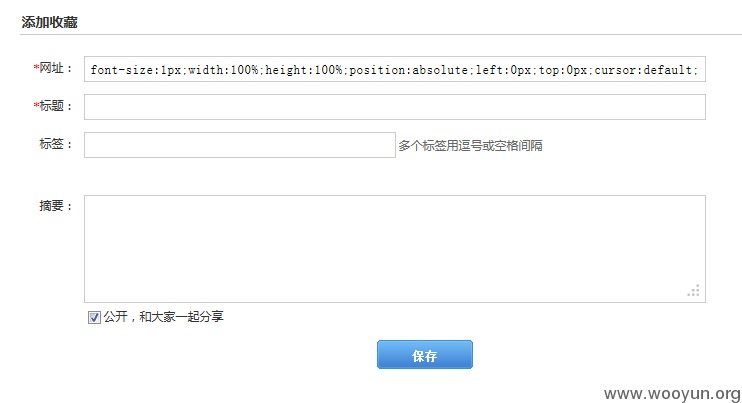 添加收藏
*网址： font-size:1px;width:100%;height:100%;position:absolute;left:0px;top:0px;cursor:default;
*标题：
标签： 多个标签用逗号或空格间隔
摘要：
公开，和大家一起分享
保存
www.wooyun.org